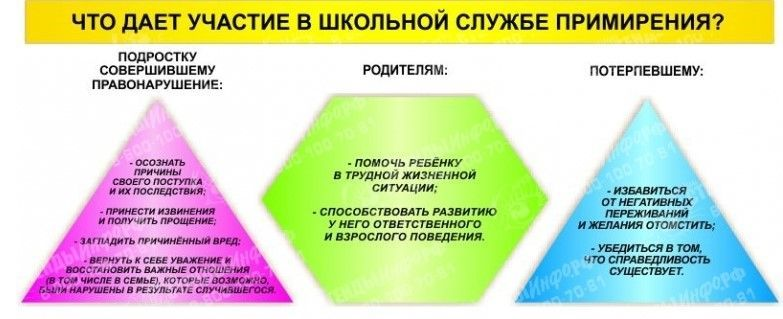 ЧТО ДАЕТ УЧАСТИЕ В ШКОЛЬНОЙ СЛУЖБЕ ПРИМИРЕНИЯ?
ПОДРОСТКУ
СОВЕРШИВШЕМУ
ПРАВОНАРУШЕНИЕ:
- ОСОЗНАТЬ
ПРИЧИНЫ
СВОЕГО ПОСТУПКА
И ИХ ПОСЛЕДСТВИЯ;
- ПРИНЕСТИ ИЗВИНЕНИЯ
И ПОЛУЧИТЬ ПРОЩЕНИЕ;
- ЗАГЛАДИТЬ ПРИЧИНЁННЫЙ ВРЕД;
- ВЕРНУТЬ К СЕБЕ УВАЖЕНИЕ И
ВОССТАНОВИТЬ ВАЖНЫЕ ОТНОШЕНИЯ
(В ТОМ ЧИСЛЕ В СЕМЬЕ), КОТОРЫЕ ВОЗМОЖНО,
БЫЛИ НАРУШЕНЫ В РЕЗУЛЬТАТЕ СЛУЧИВШЕГОСЯ.
РОДИТЕЛЯМ:
- ПОМОЧЬ РЕБЁНКУ
В ТРУДНОЙ ЖИЗНЕННОЙ
СИТУАЦИИ;
- СПОСОБСТВОВАТЬ РАЗВИТИЮ
У НЕГО ОТВЕТСТВЕННОГО
И ВЗРОСЛОГО ПОВЕДЕНИЯ.
ПОТЕРПЕВШЕМУ:
- ИЗБАВИТЬСЯ
ОТ НЕГАТИВНЫХ
ПЕРЕЖИВАНИЙ
И ЖЕЛАНИЯ ОТОМСТИТЬ;
- УБЕДИТЬСЯ В ТОМ,
ЧТО СПРАВЕДЛИВОСТЬ
СУЩЕСТВУЕТ.